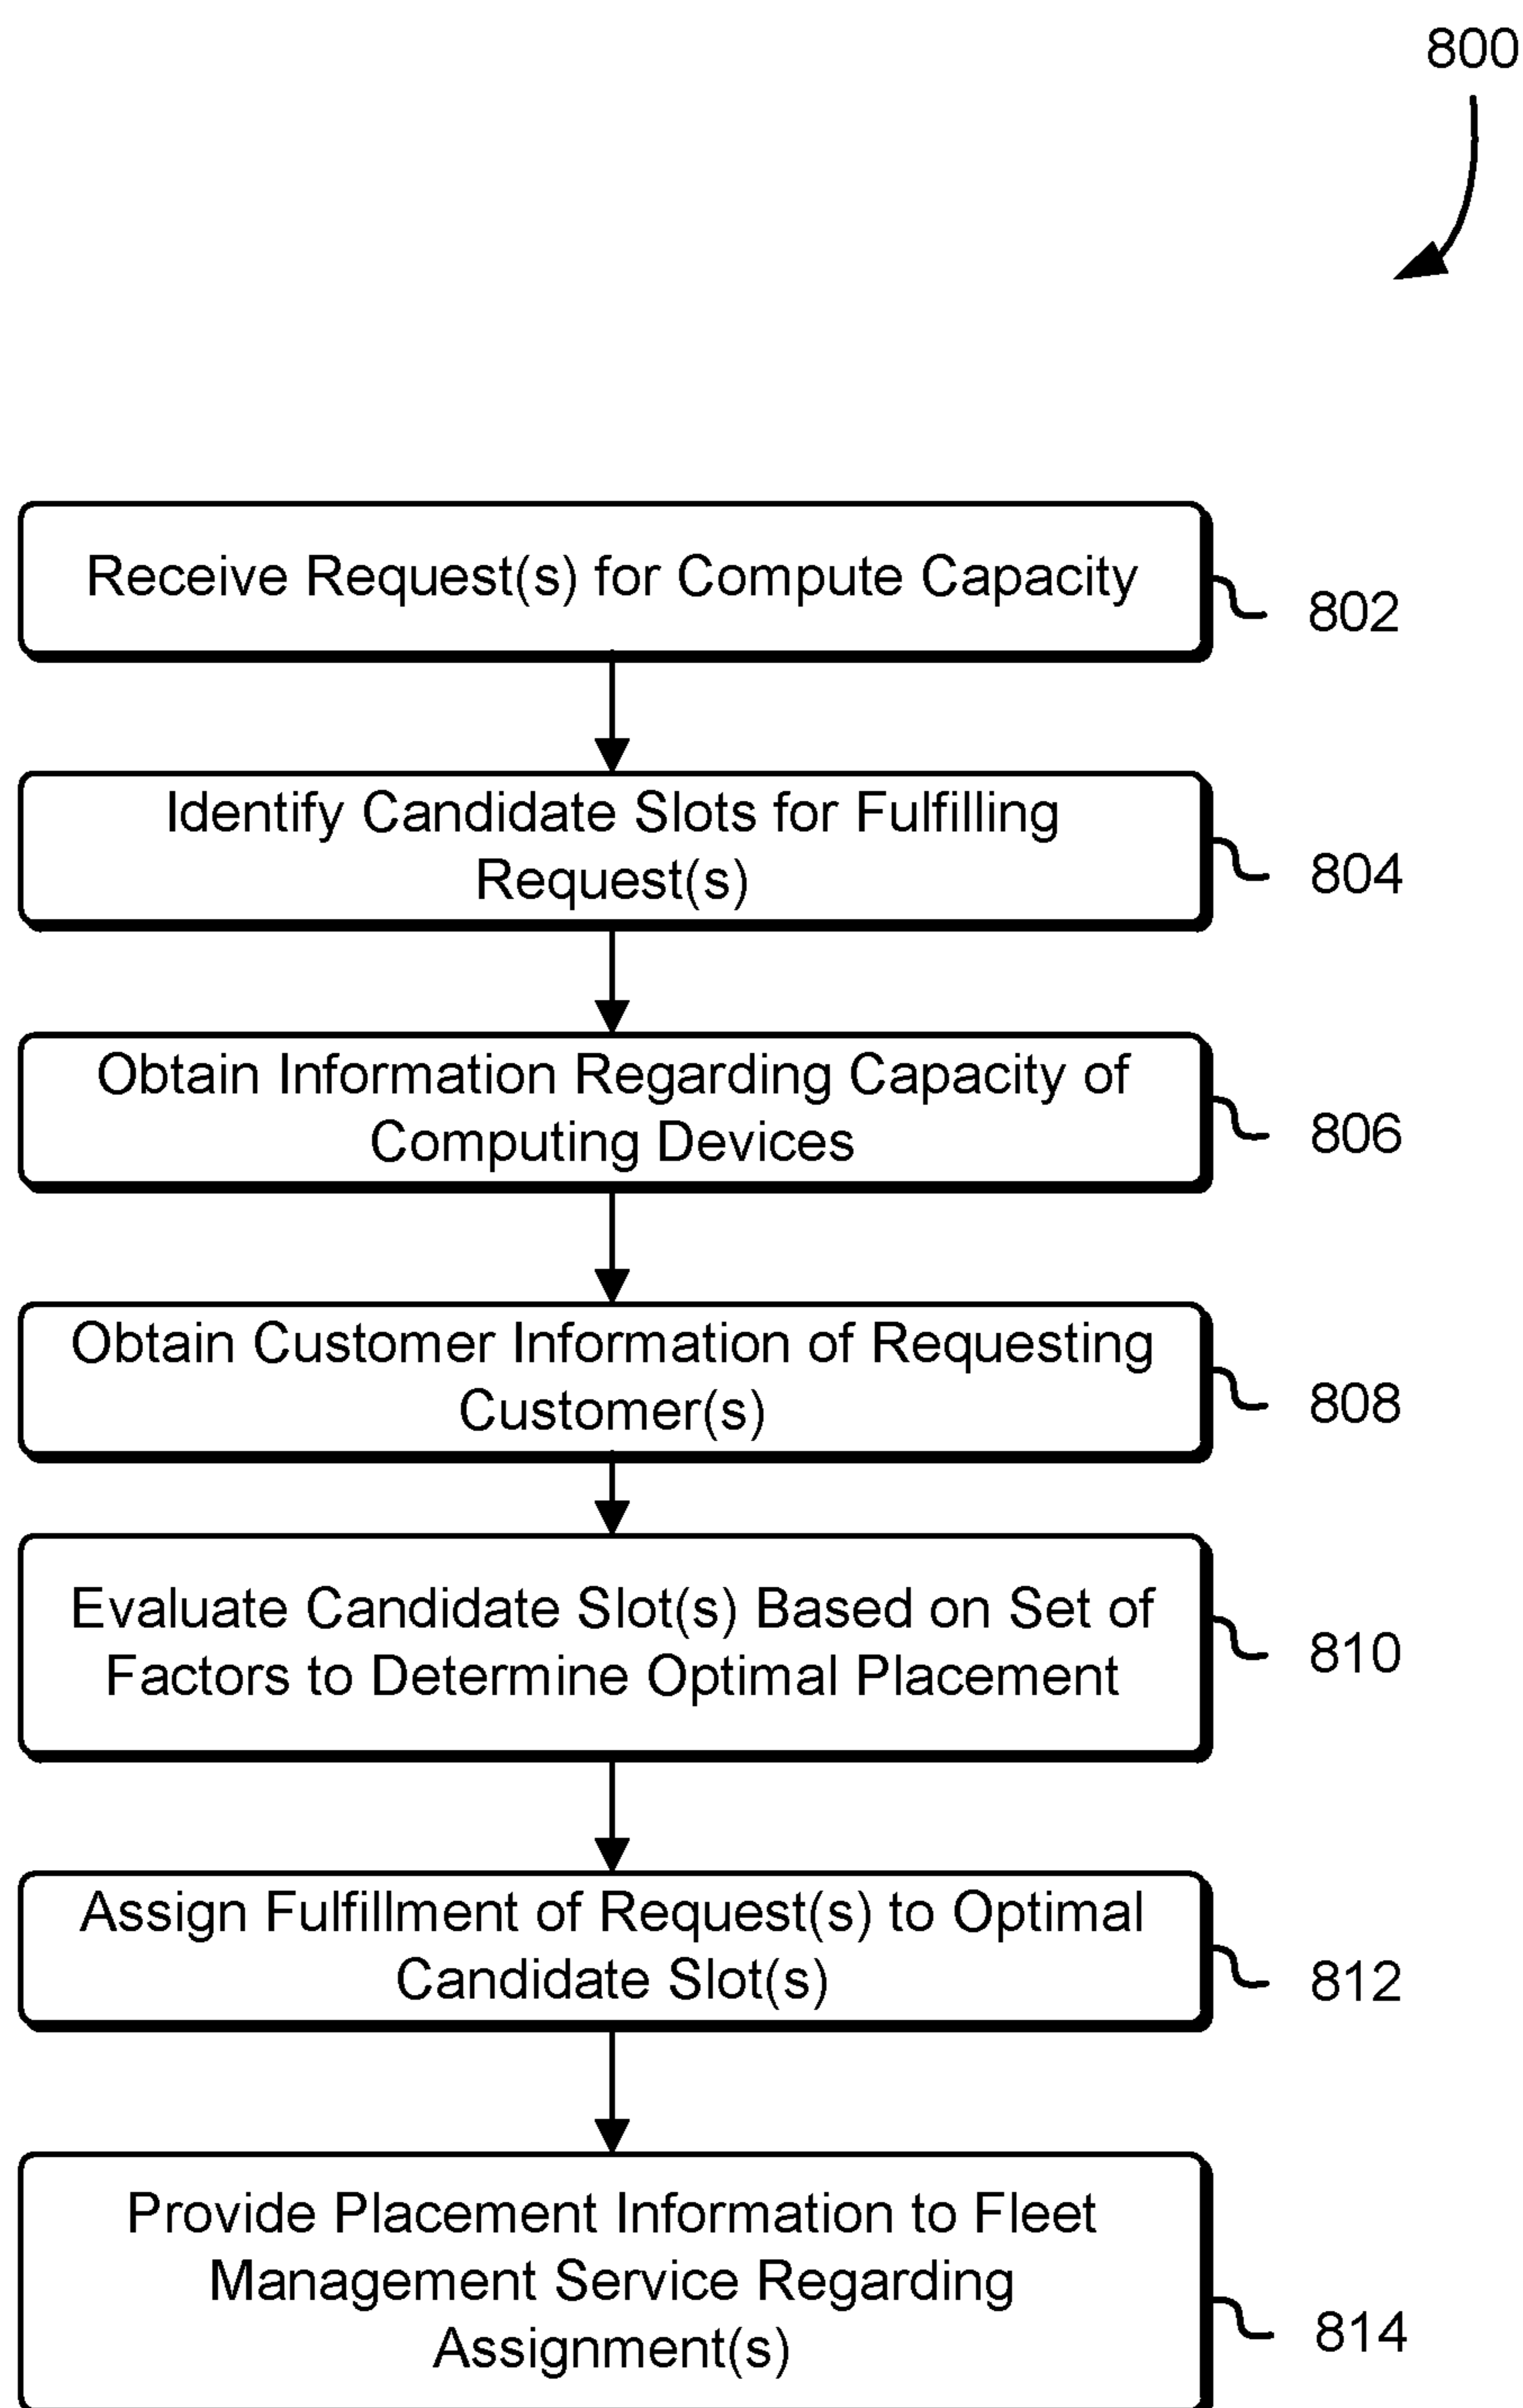 800
Receive Request(s) for Compute Capacity
802
Identify Candidate Slots for Fulfilling
Request(s)
804
Obtain Information Regarding Capacity of
Computing Devices
806
Obtain Customer Information of Requesting
Customer(s)
808
Evaluate Candidate Slot(s) Based on Set of
Factors to Determine Optimal Placement
810
Assign Fulfillment of Request(s) to Optimal
Candidate Slot(s)
812
Provide Placement Information to Fleet
Management Service Regarding
Assignment(s)
814